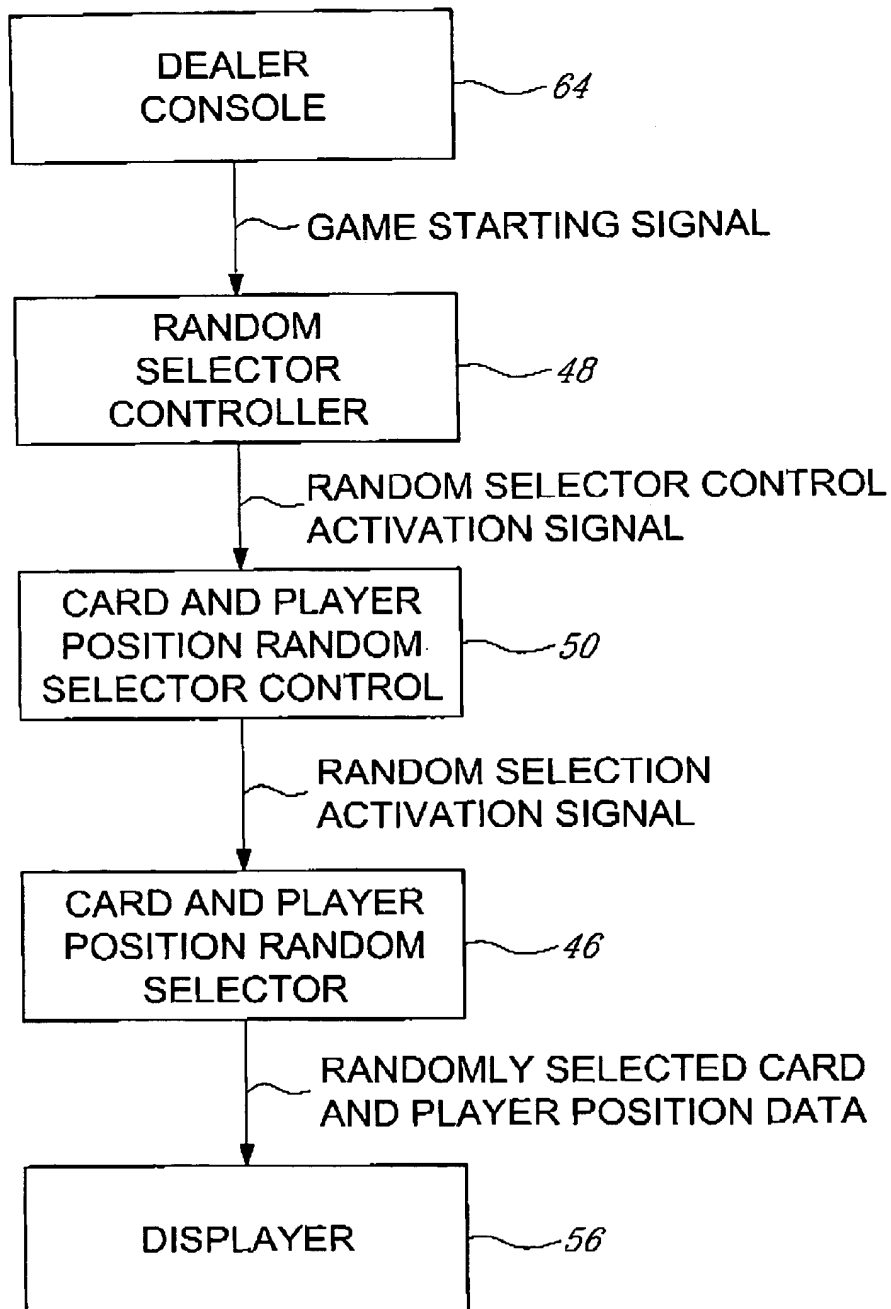 DEALER
CONSOLE
64
GAME STARTING SIGNAL
RANDOM
SELECTOR
CONTROLLER
48
RANDOM SELECTOR CONTROL
ACTIVATION SIGNAL
CARD AND PLAYER
POSITION RANDOM
SELECTOR CONTROL
50
RANDOM SELECTION
ACTIVATION SIGNAL
CARD AND PLAYER
POSITION RANDOM
SELECTOR
46
RANDOMLY SELECTED CARD
AND PLAYER POSITION DATA
DISPLAYER
56